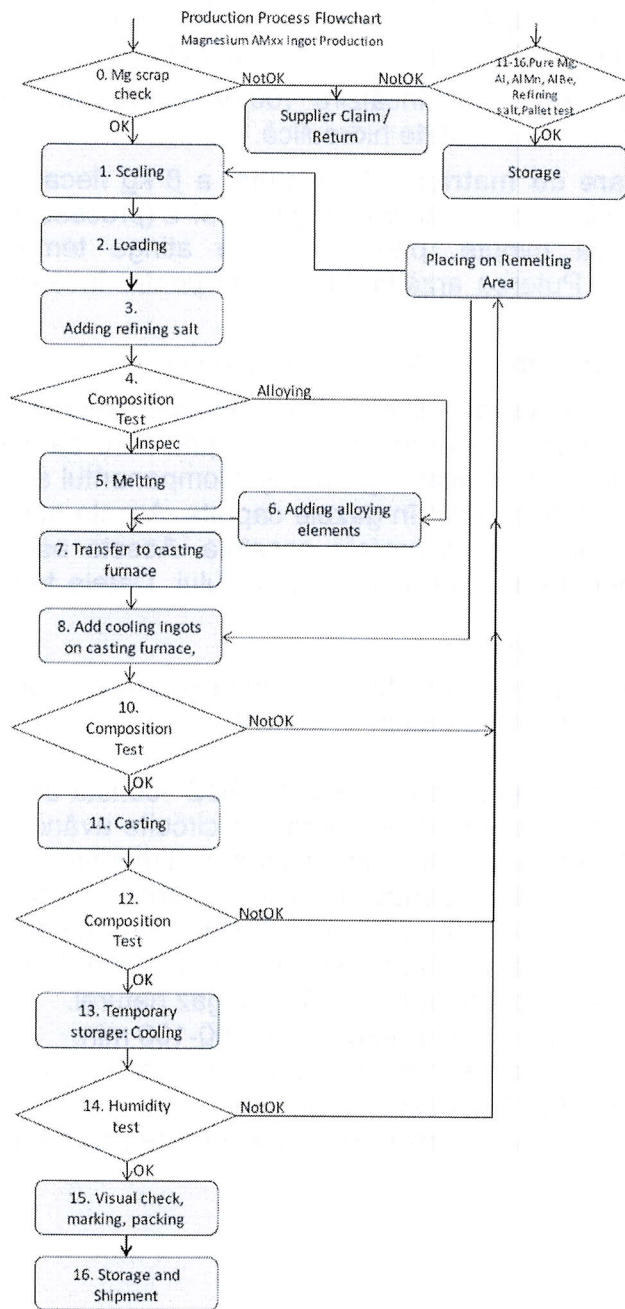 Production Process Flowchart
Magnesium AMxx Ingot Production
0. Mg scrap
check
NotOK
NotOK
11-16.Pure Mg,
Al, AlMn, AlBe,
Refining
salt,Pallet test
OK
Supplier Claim /
Return
OK
1. Scaling
Storage
2. Loading
Placing on Remelting
Area
3.
Adding refining salt
4.
Composition
Test
Alloying
Inspec
5. Melting
6. Adding alloying
elements
7. Transfer to casting
furnace
8. Add cooling ingots
on casting furnace,
10.
Composition
Test
NotOK
OK
11. Casting
12.
Composition
Test
NotOK
OK
13. Temporary
storage; Cooling
14. Humidity
test
NotOK
OK
15. Visual check,
marking, packing
16. Storage and
Shipment